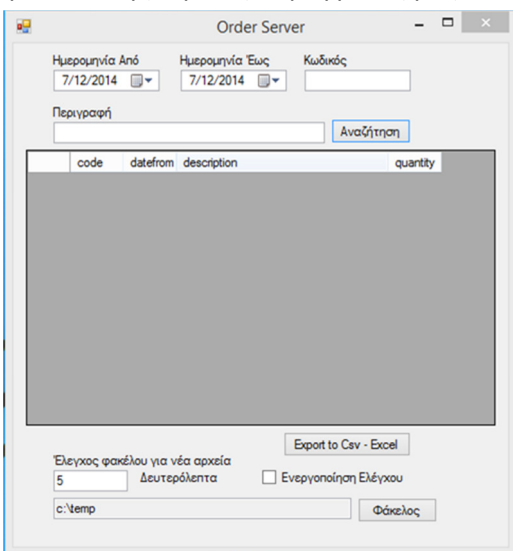 Order Server
Ημερομηνία Από Ημερομηνία Έως Κωδικός
7/12/2014 7/12/2014
Περιγραφή
Αναζήτηση
code datefrom description quantity
Export to Csv - Excel
Έλεγχος φακέλου για νέα αρχεία
5 Δευτερόλεπτα Ενεργοποίηση Ελέγχου
c:\temp Φάκελος